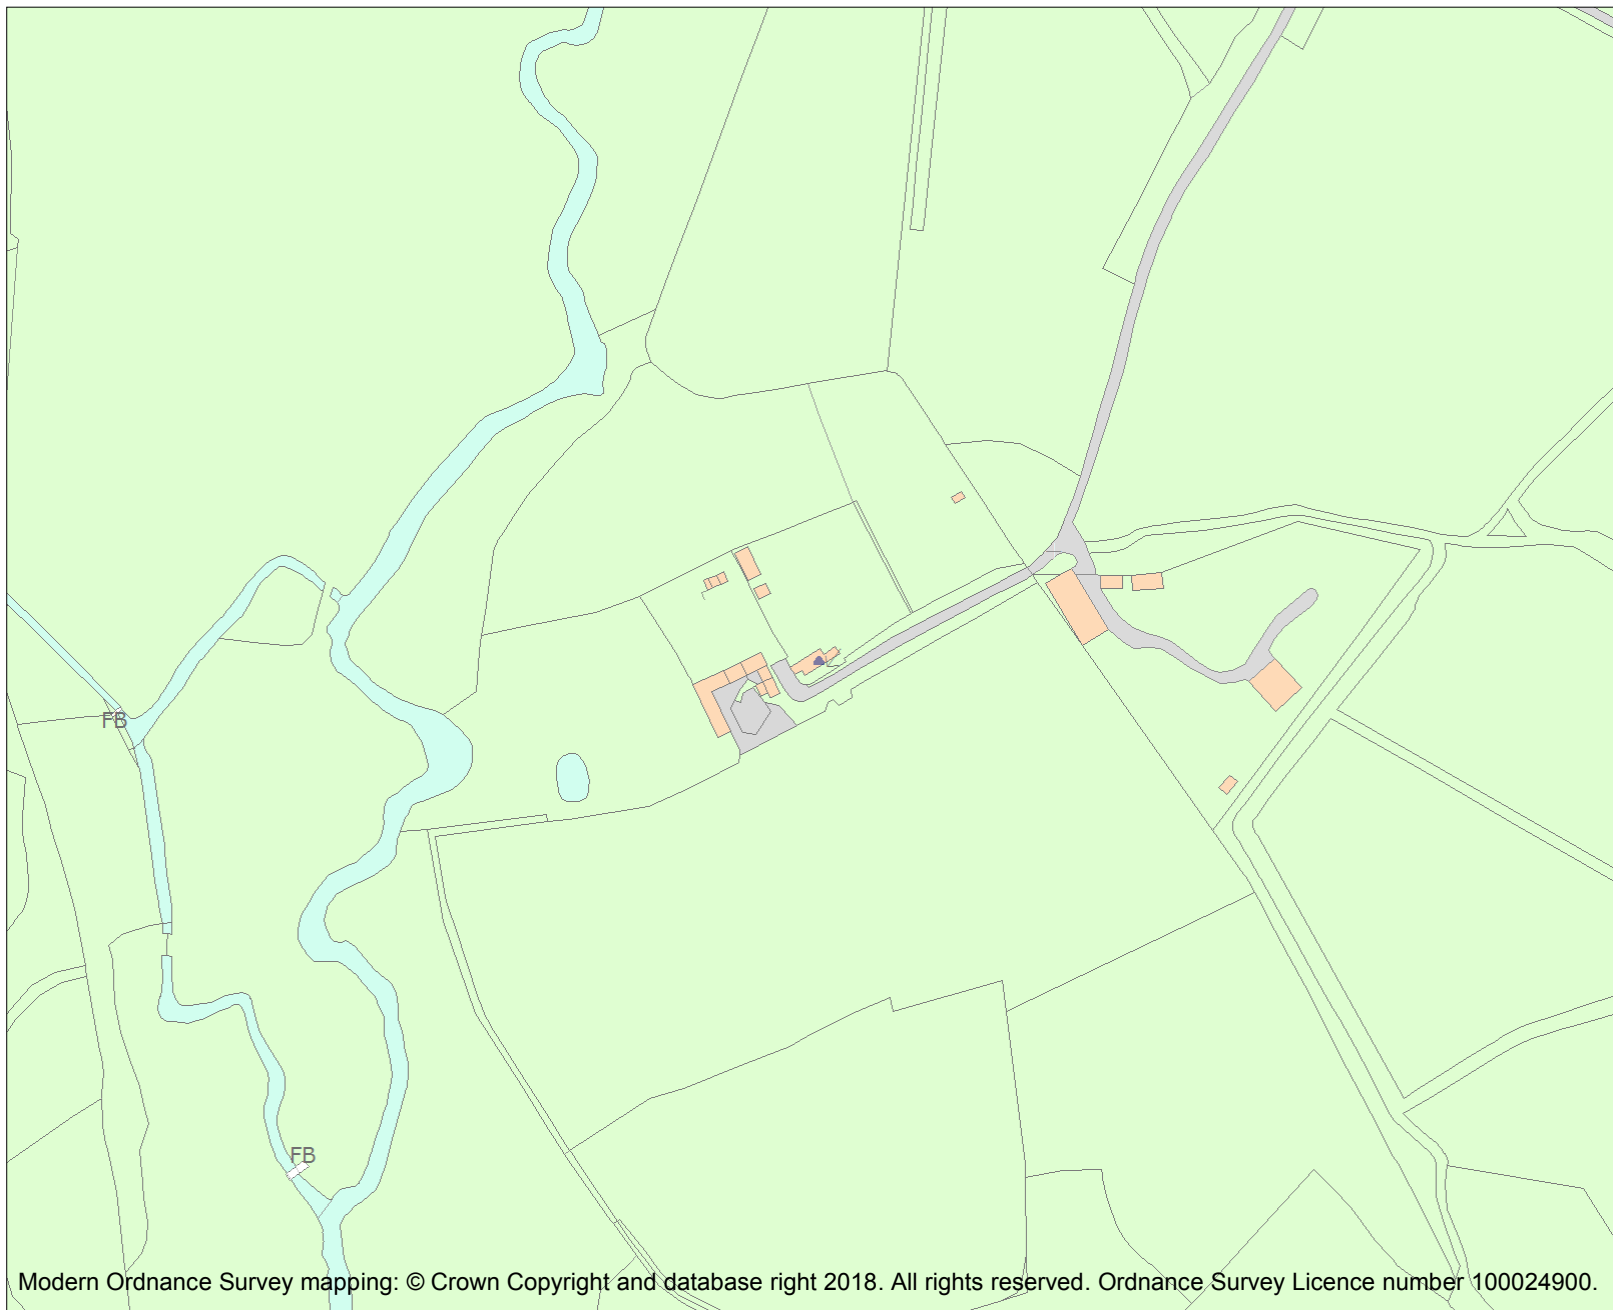 FB
FB
Modern Ordnance Survey mapping: © Crown Copyright and database right 2018. All rights reserved. Ordnance Survey Licence number 100024900.